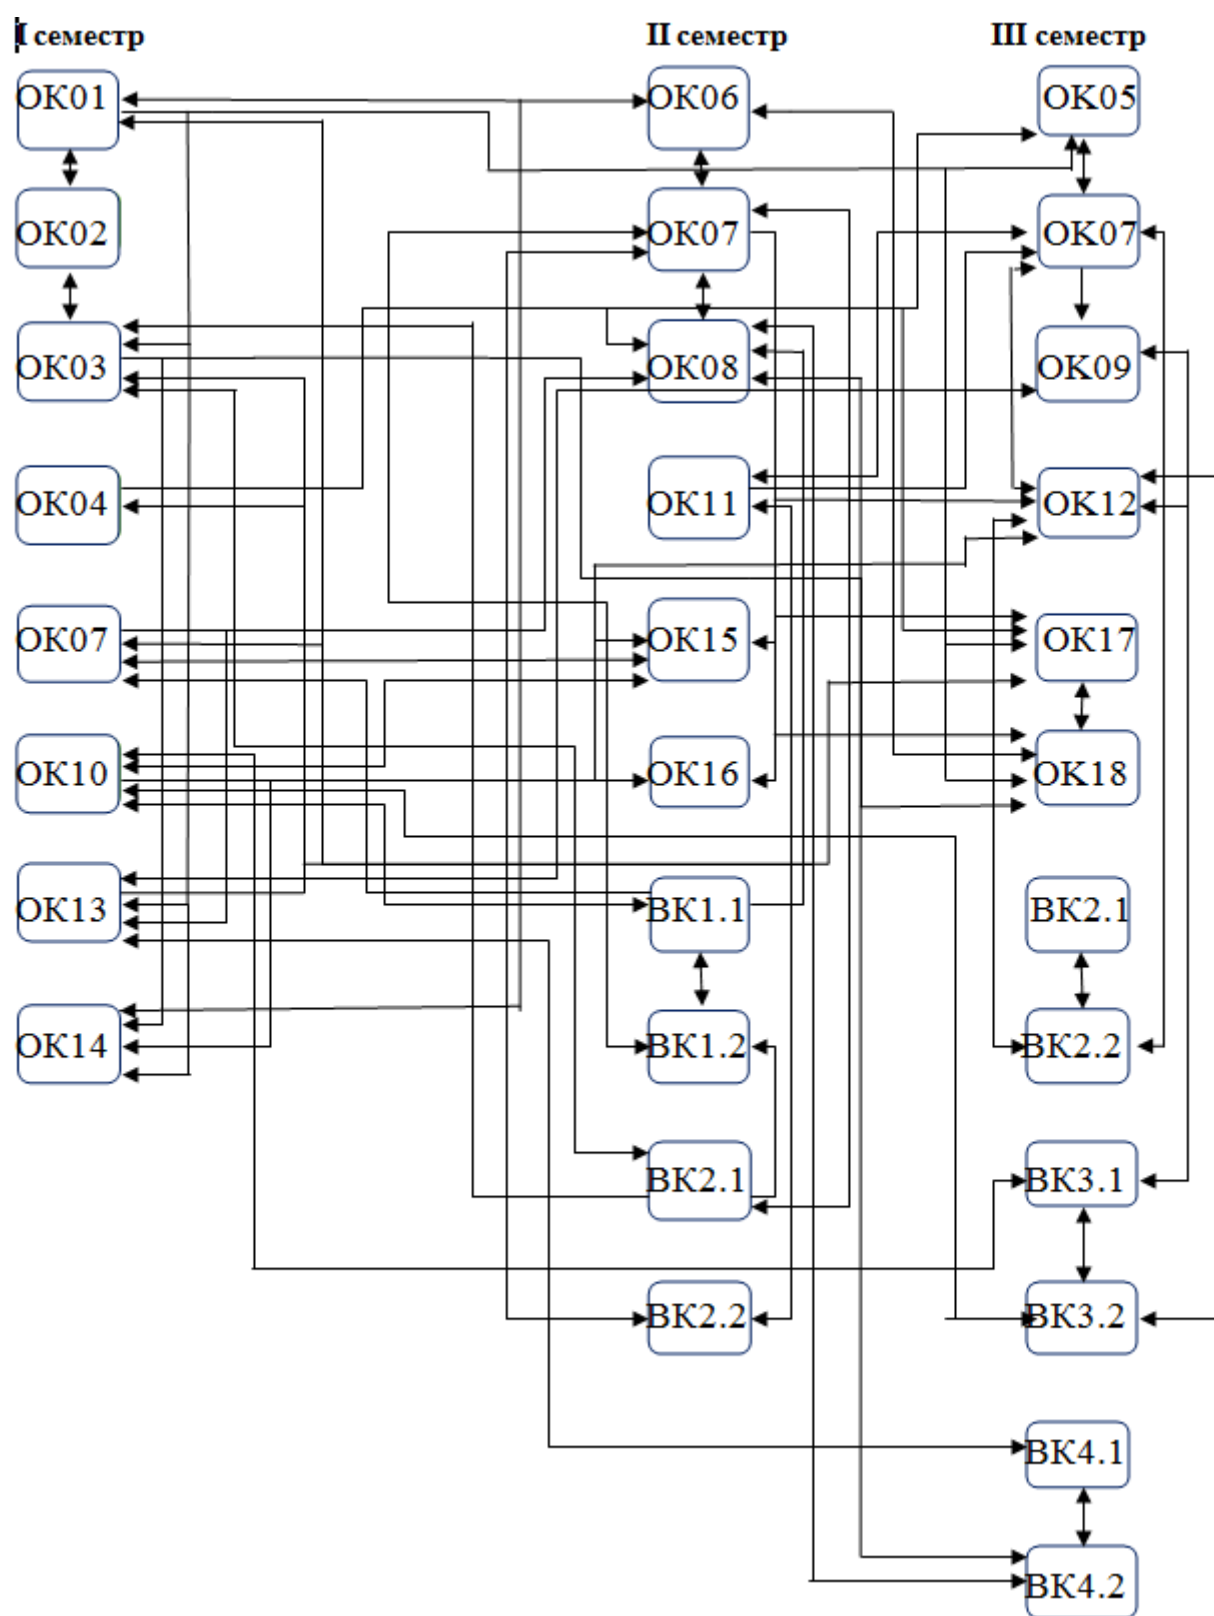 I семестр
II семестр
III семестр
ОК01
ОК06
ОК05
ОК02
ОК07
ОК07
ОК03
ОК08
ОК09
ОК04
ОК11
ОК12
ОК07
ОК15
ОК17
ОК10
ОК16
ОК18
ОК13
ВК1.1
ВК2.1
ОК14
ВК1.2
ВК2.2
ВК2.1
ВК3.1
ВК2.2
ВК3.2
ВК4.1
ВК4.2